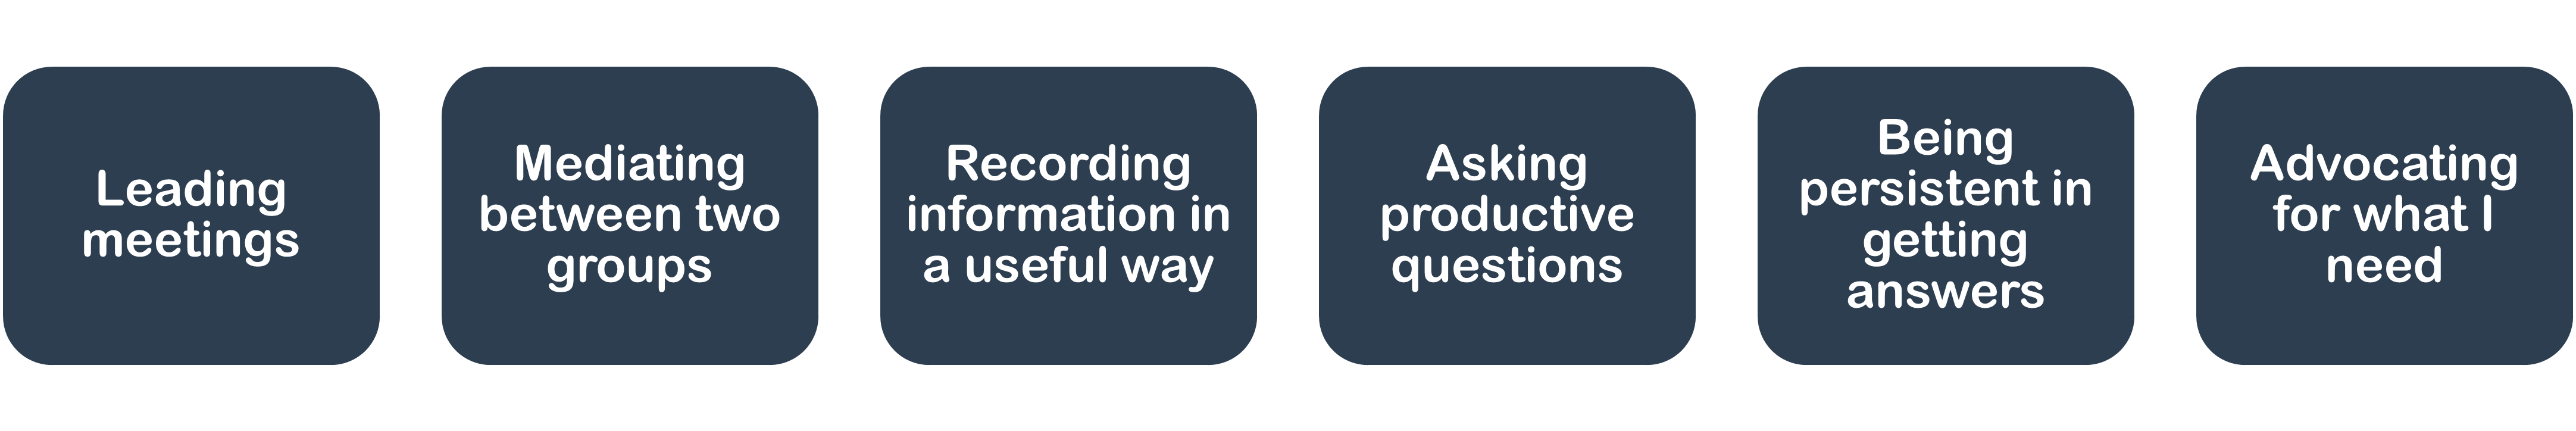 Leading
meetings
Mediating
between two
groups
Recording
information in
a useful way
Asking
productive
questions
Being
persistent in
getting
answers
Advocating
for what I
need